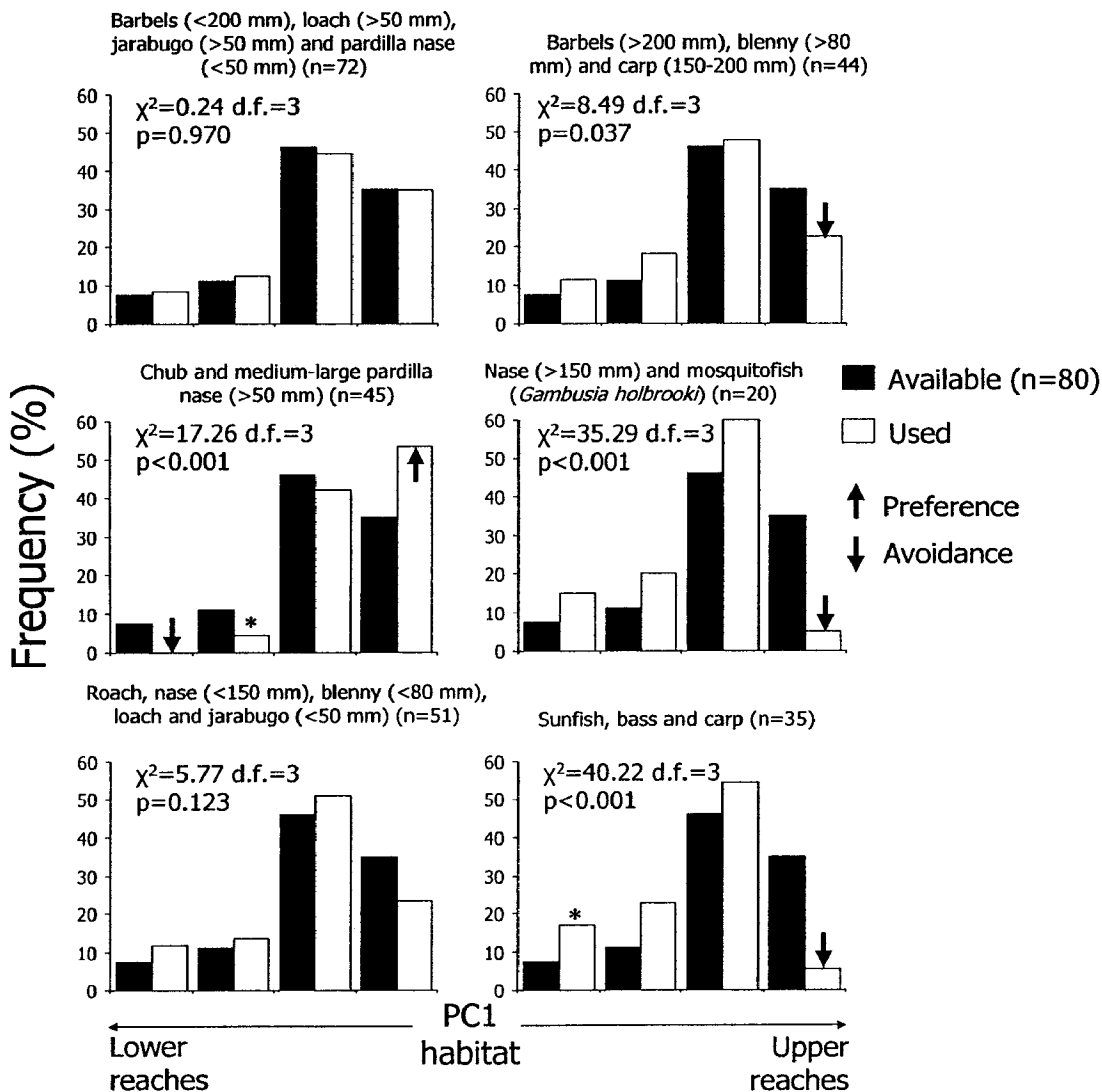 Barbels (<200 mm), loach (>50 mm),
jarabugo (>50 mm) and pardilla nase
(<50 mm) (n=72)
χ²=0.24 d.f.=3
p=0.970
60
50
40
30
20
10
0
Barbels (>200 mm), blenny (>80
mm) and carp (150-200 mm) (n=44)
χ²=8.49 d.f.=3
p=0.037
60
50
40
30
20
10
0
Chub and medium-large pardilla
nase (>50 mm) (n=45)
χ²=17.26 d.f.=3
p<0.001
60
50
40
30
20
10
0
*
Nase (>150 mm) and mosquitofish
(Gambusia holbrooki) (n=20)
χ²=35.29 d.f.=3
p<0.001
60
50
40
30
20
10
0
Available (n=80)
Used
Preference
Avoidance
Frequency (%)
Roach, nase (<150 mm), blenny (<80 mm),
loach and jarabugo (<50 mm) (n=51)
χ²=5.77 d.f.=3
p=0.123
60
50
40
30
20
10
0
Sunfish, bass and carp (n=35)
χ²=40.22 d.f.=3
p<0.001
60
50
40
30
20
10
0
*
PC1
habitat
Lower
reaches
Upper
reaches